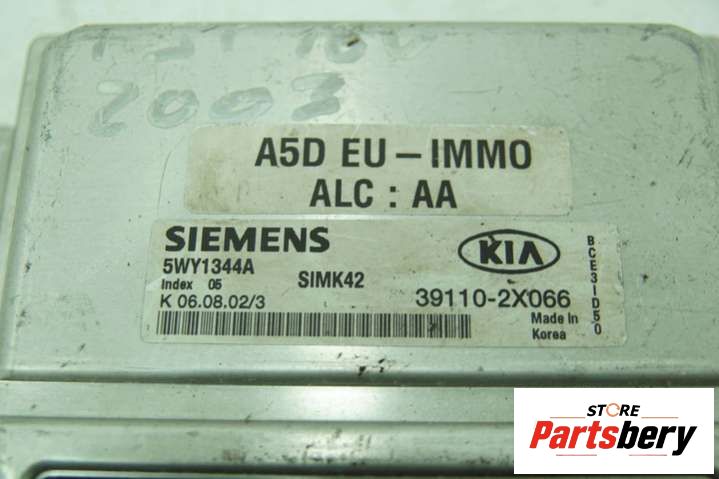 2003
A5D EU – IMMO
ALC : AA
SIEMENS
KIA
5WY1344A
Index 05
SIMK42
K 06.08.02/3
39110-2X066
Made In
Korea
BCE3ID50
STORE
Partsbery